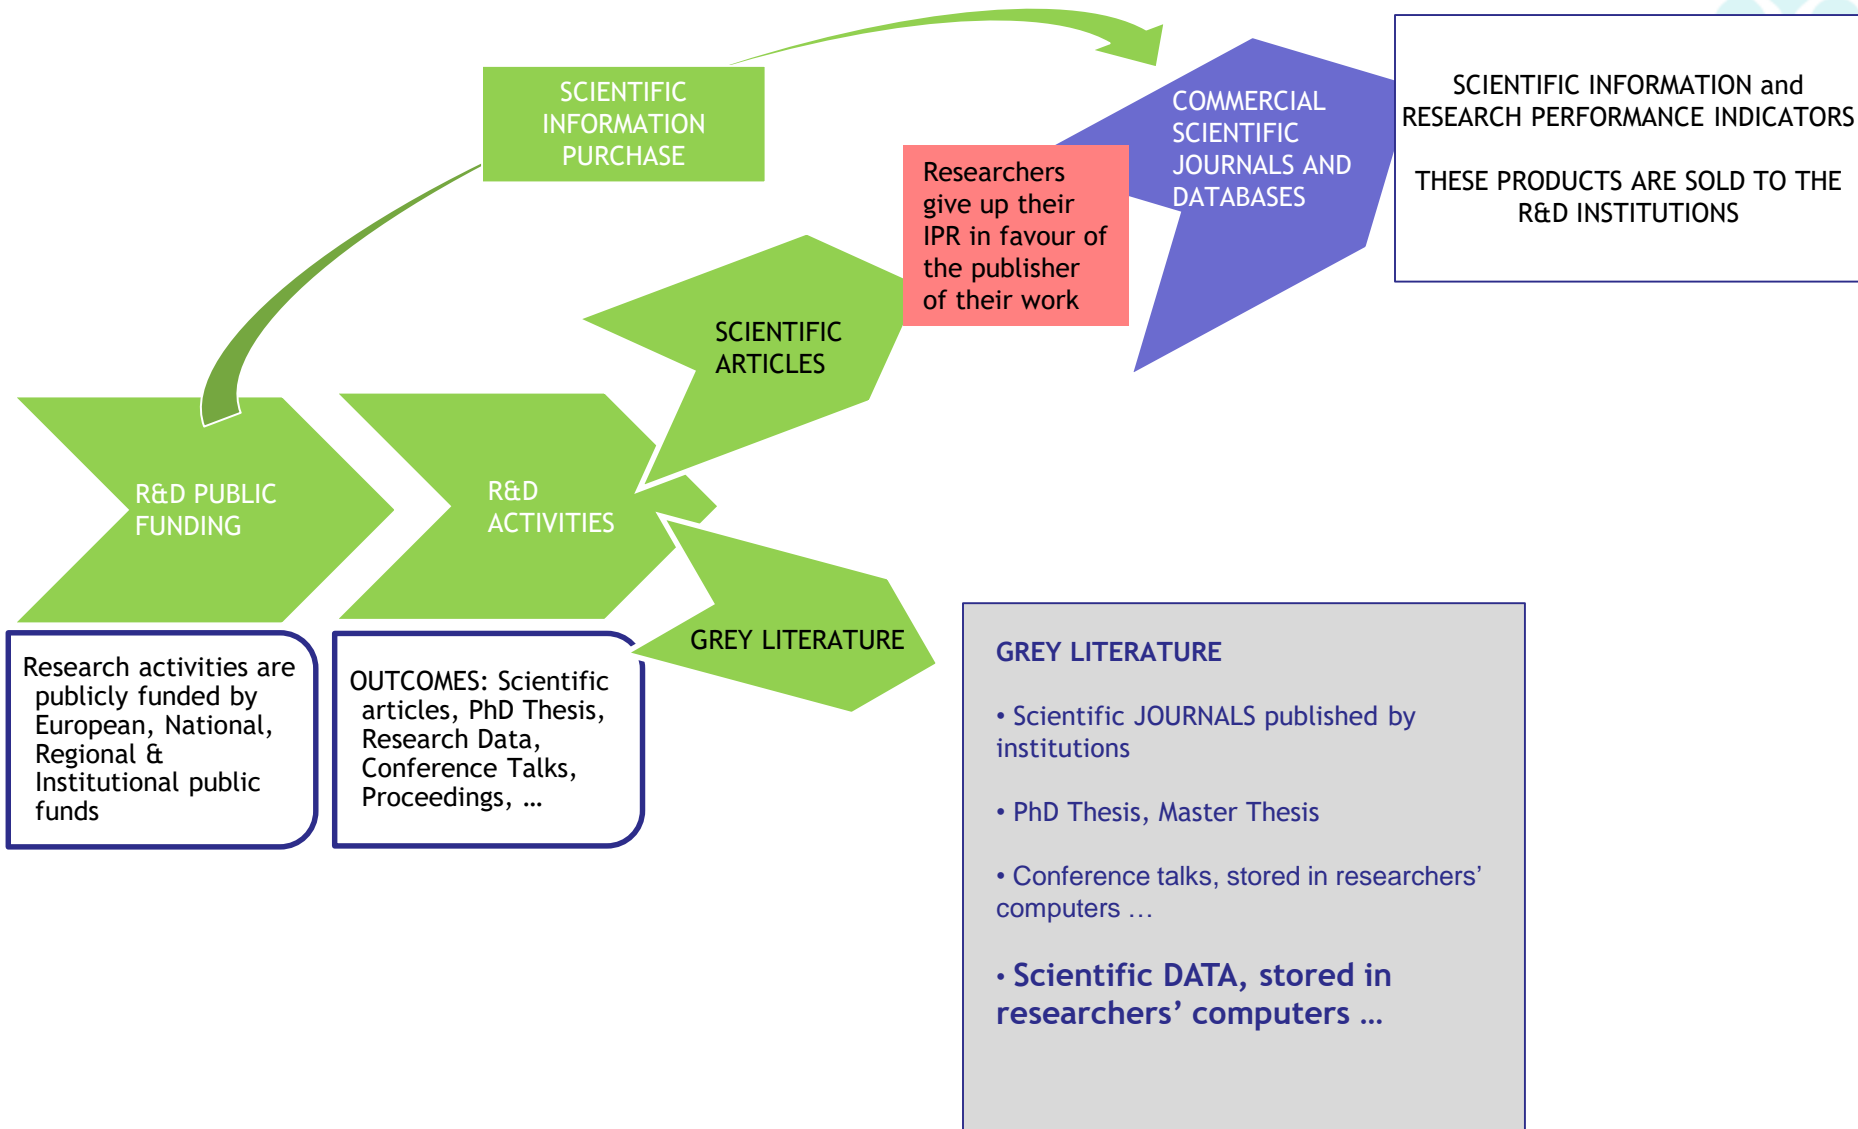 SCIENTIFIC
INFORMATION
PURCHASE
COMMERCIAL
SCIENTIFIC
JOURNALS AND
DATABASES
SCIENTIFIC INFORMATION and
RESEARCH PERFORMANCE INDICATORS
THESE PRODUCTS ARE SOLD TO THE
R&D INSTITUTIONS
Researchers
give up their
IPR in favour of
the publisher
of their work
SCIENTIFIC
ARTICLES
R&D PUBLIC
FUNDING
R&D
ACTIVITIES
GREY LITERATURE
Research activities are
publicly funded by
European, National,
Regional &
Institutional public
funds
OUTCOMES: Scientific
articles, PhD Thesis,
Research Data,
Conference Talks,
Proceedings, …
GREY LITERATURE
• Scientific JOURNALS published by
institutions
• PhD Thesis, Master Thesis
• Conference talks, stored in researchers’
computers …
• Scientific DATA, stored in
researchers’ computers …